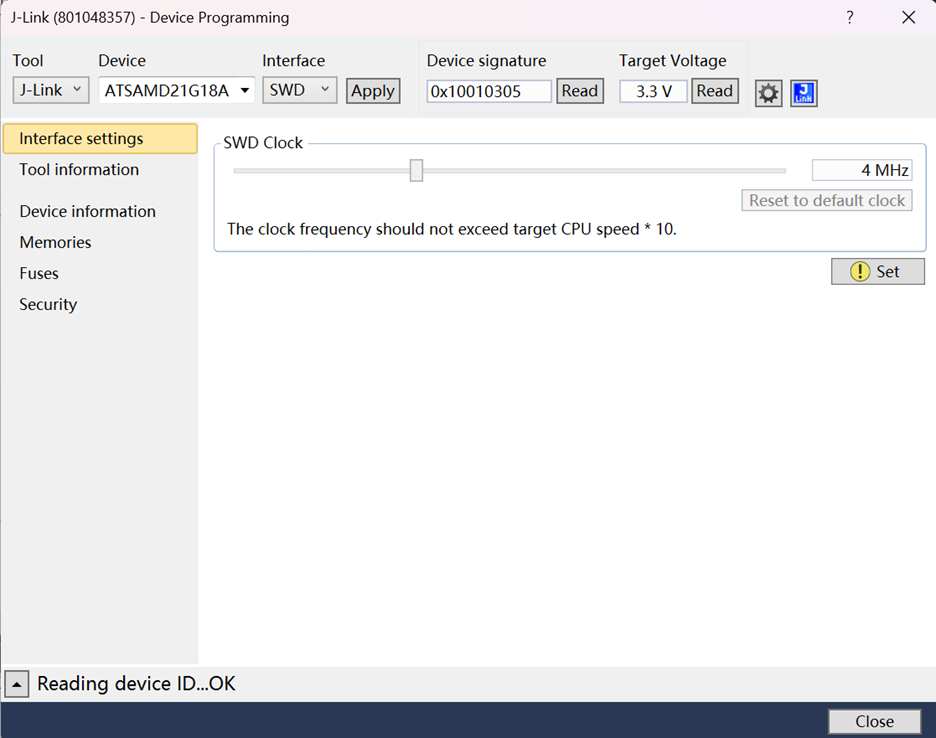 J-Link (801048357) - Device Programming
?
Tool Device Interface Device signature Target Voltage
J-Link ATSAMD21G18A SWD Apply 0x10010305 Read 3.3 V Read
J
LINK
Interface settings
Tool information
Device information
Memories
Fuses
Security
SWD Clock
4 MHz
Reset to default clock
The clock frequency should not exceed target CPU speed * 10.
! Set
Reading device ID...OK
Close